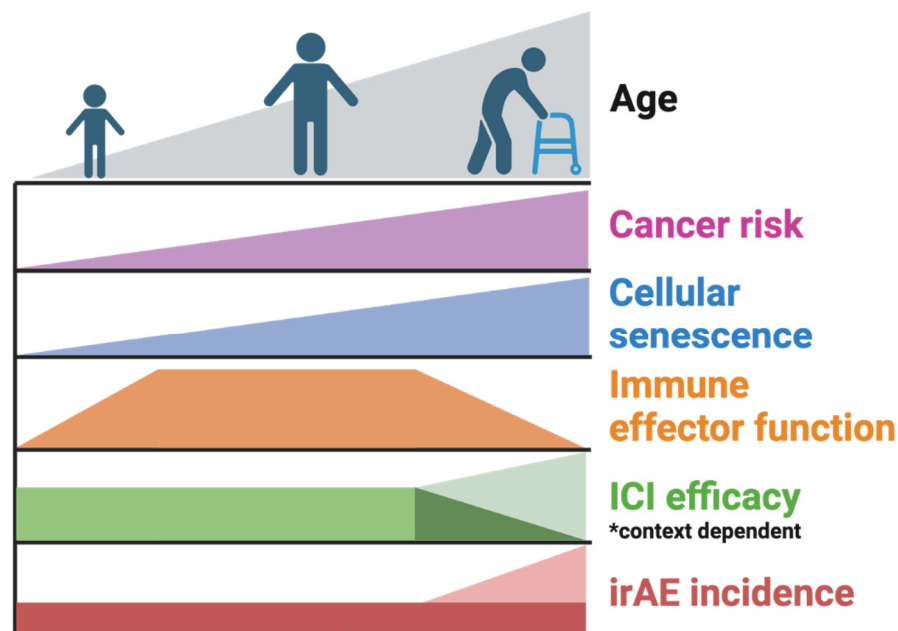 Age
Cancer risk
Cellular
senescence
Immune
effector function
ICI efficacy
*context dependent
irAE incidence